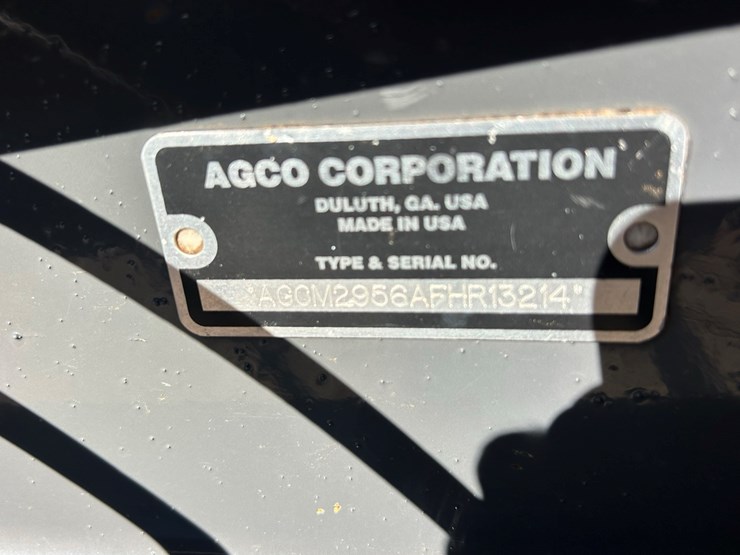 AGCO CORPORATION
DULUTH, GA. USA
MADE IN USA
TYPE & SERIAL NO.
*AGCM2956AFHR13214*